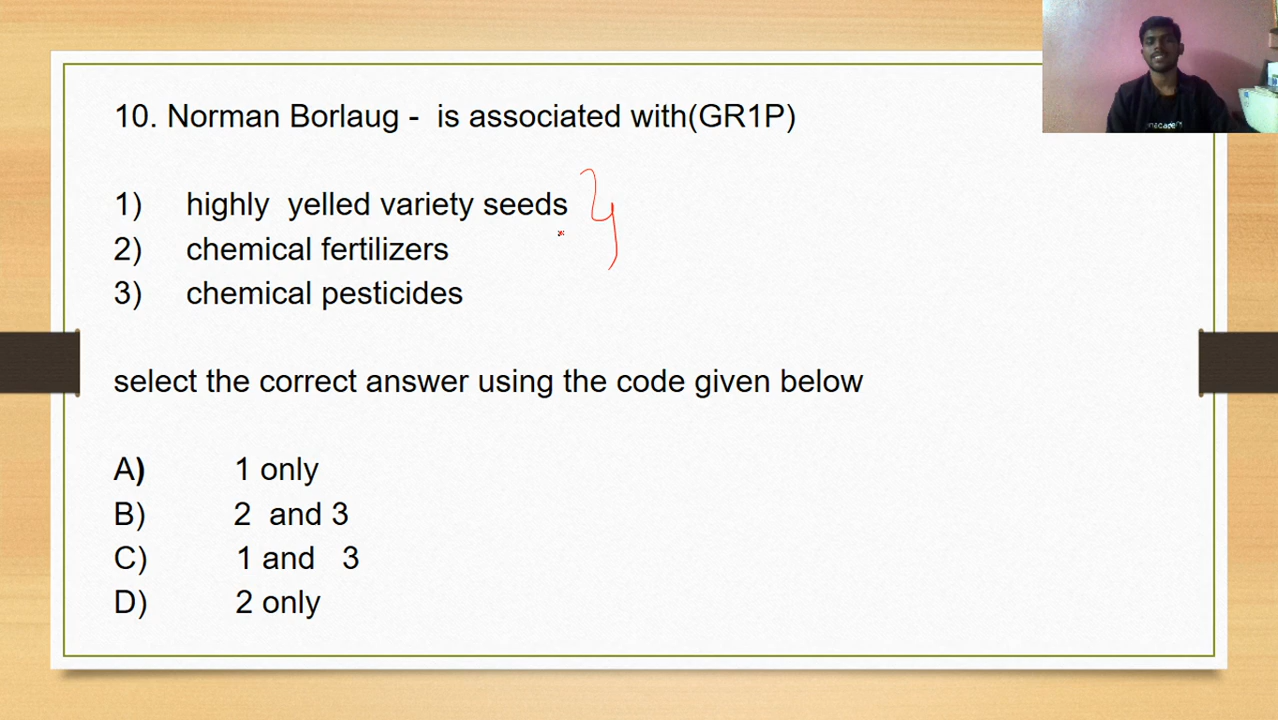 10. Norman Borlaug - is associated with(GR1P)
1) highly yelled variety seeds
2) chemical fertilizers
3) chemical pesticides
select the correct answer using the code given below
A) 1 only
B) 2 and 3
C) 1 and 3
D) 2 only